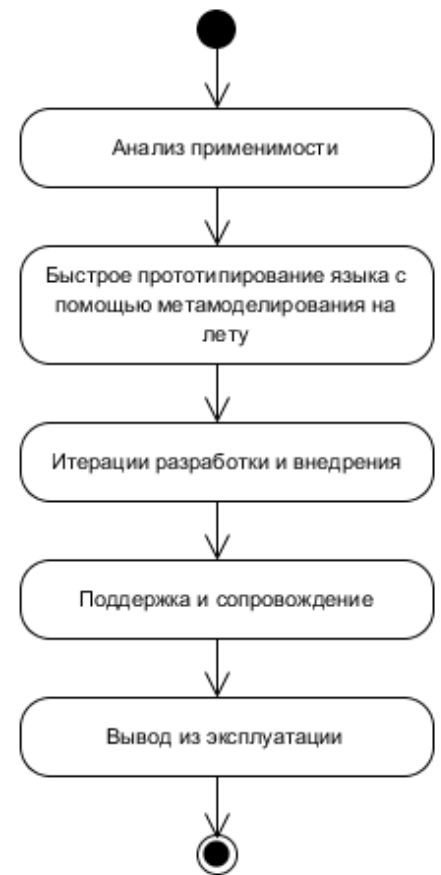 Анализ применимости
Быстрое прототипирование языка с
помощью метамоделирования на
лету
Итерации разработки и внедрения
Поддержка и сопровождение
Вывод из эксплуатации